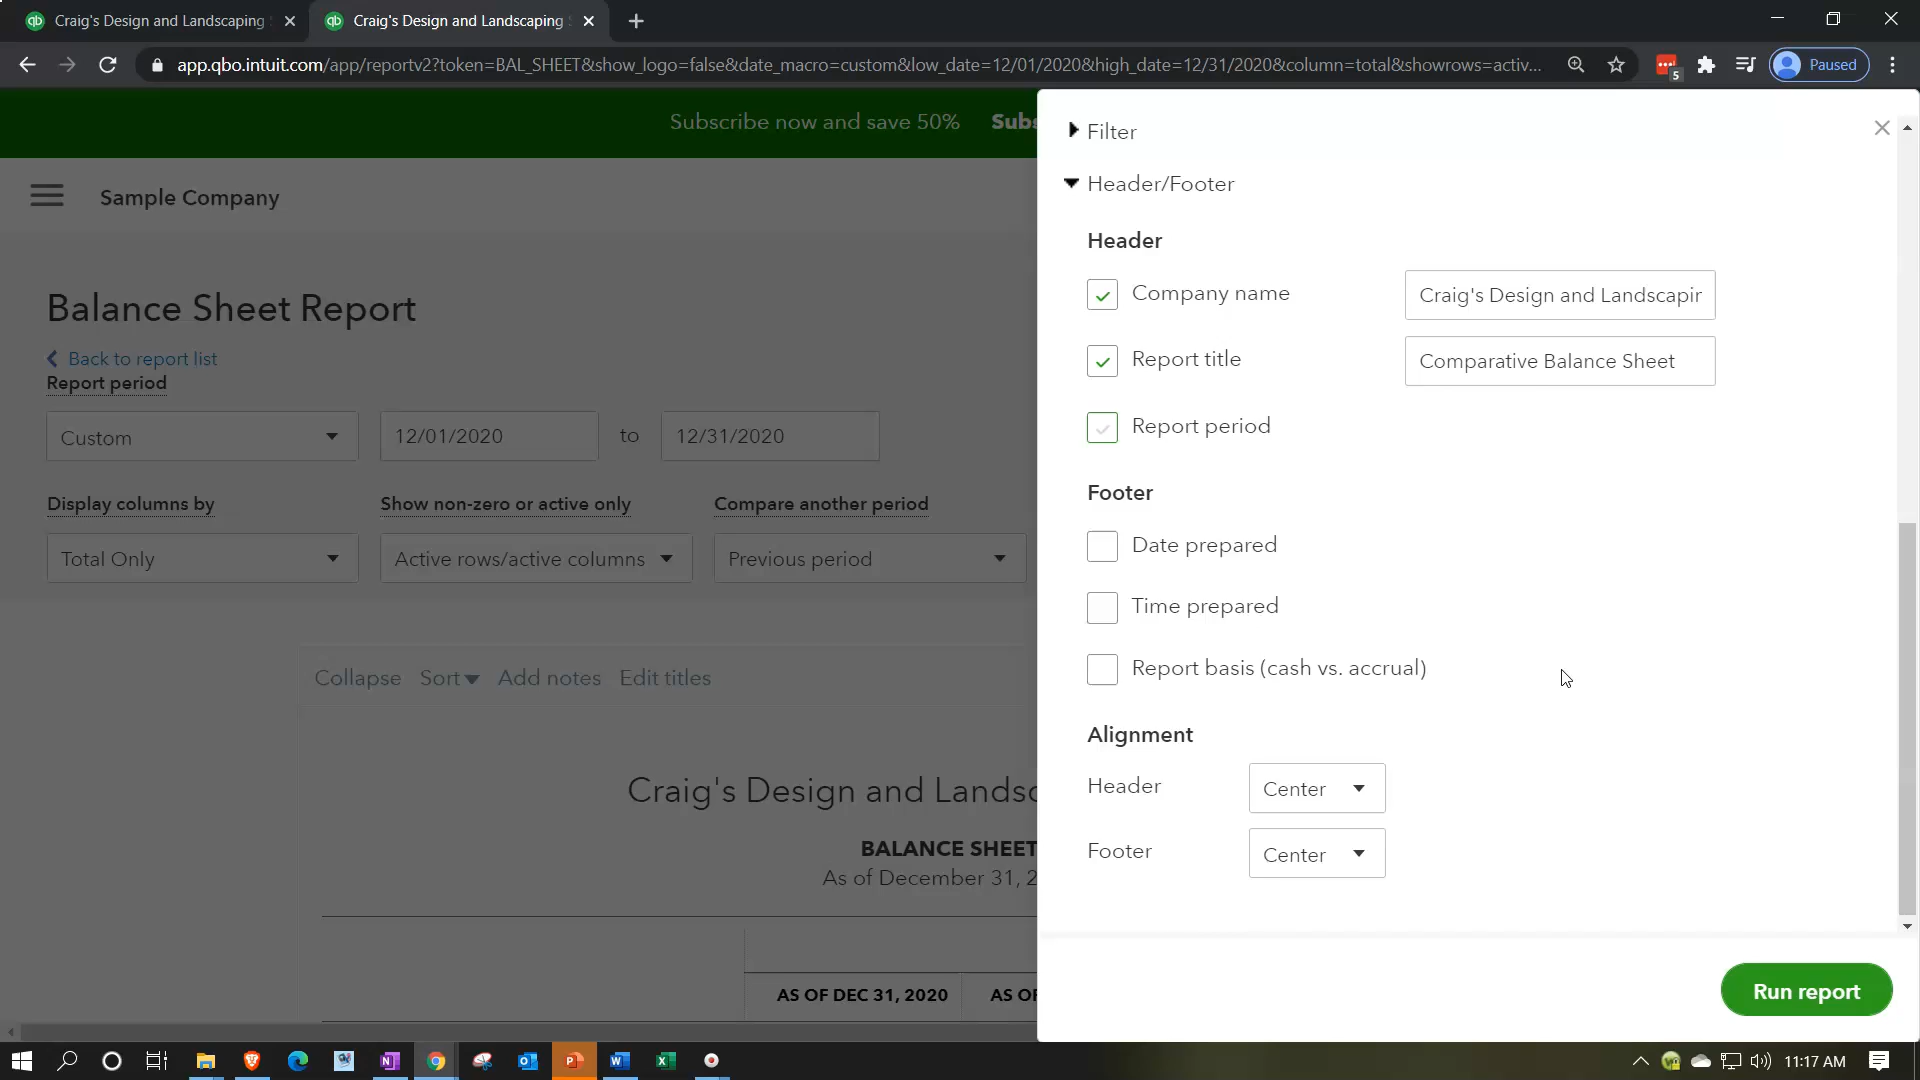 Craig's Design and Landscaping
Craig's Design and Landscaping
app.qbo.intuit.com/app/reportv2?token=BAL_SHEET&show_logo=false&date_macro=custom&low_date=12/01/2020&high_date=12/31/2020&column=total&showrows=activ...
5
Paused
Subscribe now and save 50% Subs
Sample Company
Balance Sheet Report
Back to report list
Report period
Custom
12/01/2020
to
12/31/2020
Display columns by
Show non-zero or active only
Compare another period
Total Only
Active rows/active columns
Previous period
Collapse Sort Add notes Edit titles
Craig's Design and Landsc
BALANCE SHEET
As of December 31, 2
AS OF DEC 31, 2020
AS OF
Filter
Header/Footer
Header
Company name
Craig's Design and Landscapir
Report title
Comparative Balance Sheet
Report period
Footer
Date prepared
Time prepared
Report basis (cash vs. accrual)
Alignment
Header
Center
Footer
Center
Run report
11:17 AM